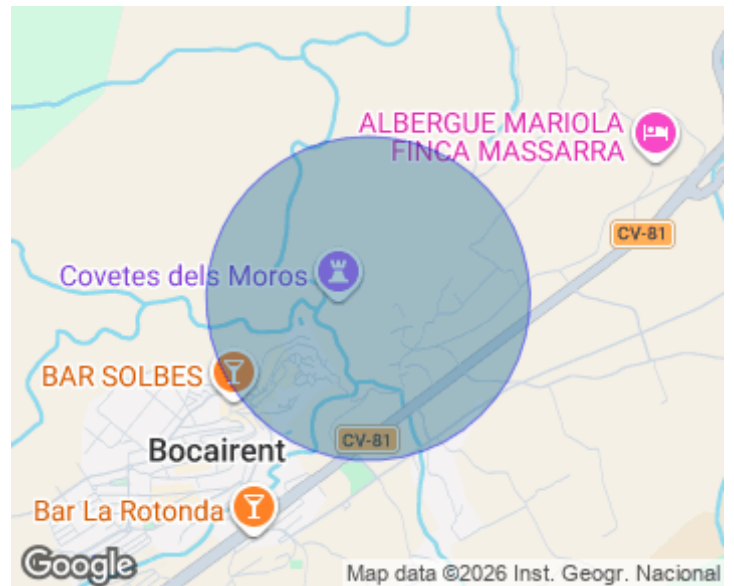 ALBERGUE MARIOLA
FINCA MASSARRA
CV-81
Covetes dels Moros
BAR SOLBES
CV-81
Bocairent
Bar La Rotonda
Google
Map data ©2026 Inst. Geogr. Nacional